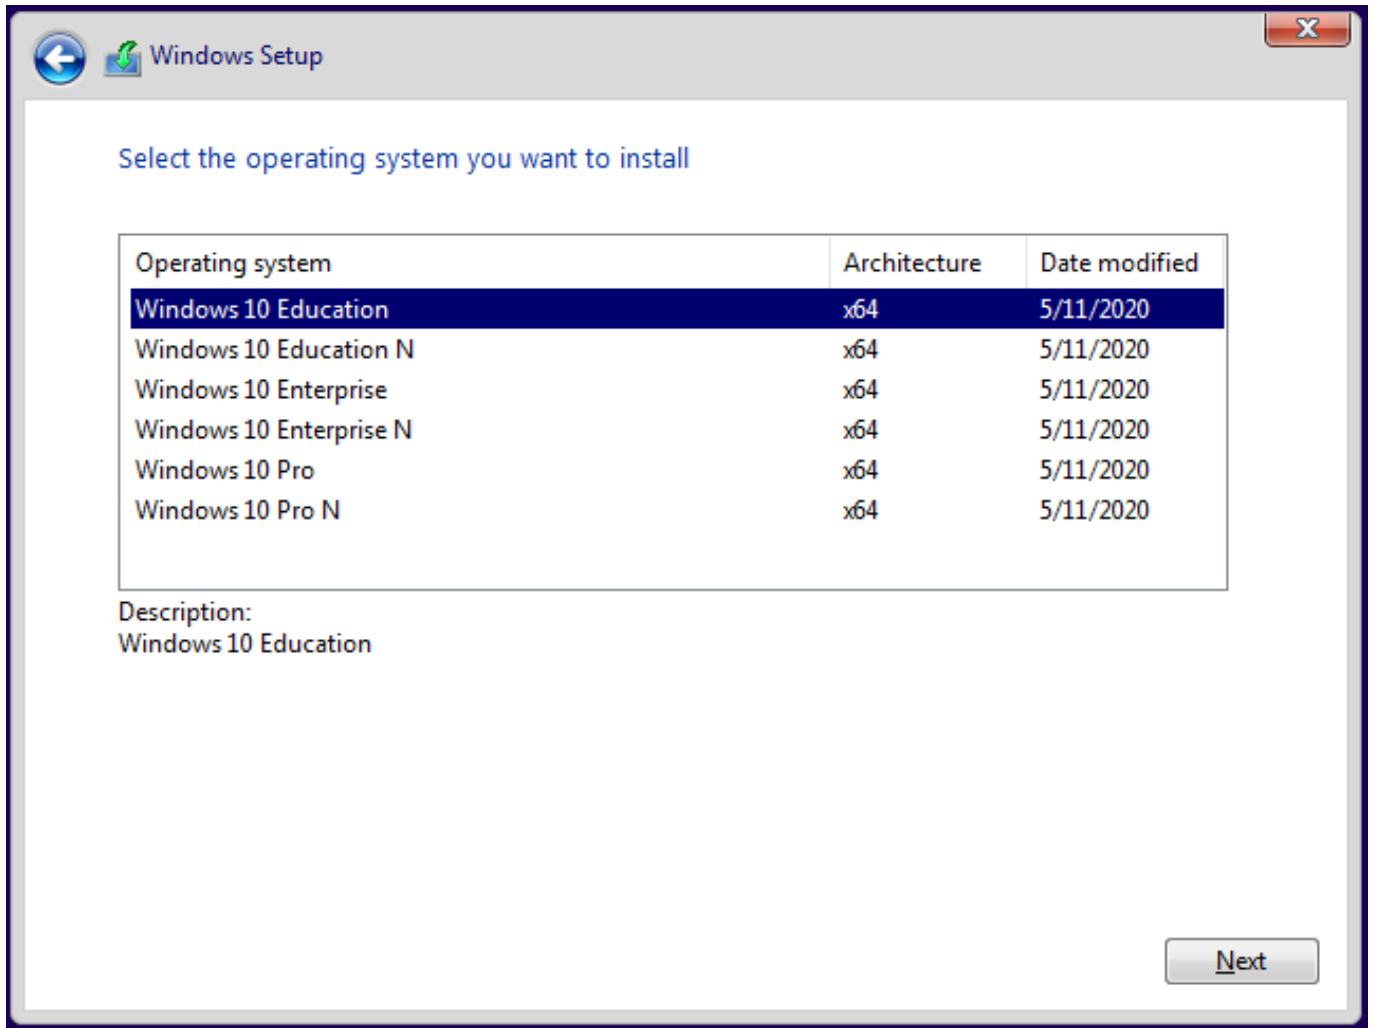 Windows Setup
Select the operating system you want to install
Operating system Architecture Date modified
Windows 10 Education x64 5/11/2020
Windows 10 Education N x64 5/11/2020
Windows 10 Enterprise x64 5/11/2020
Windows 10 Enterprise N x64 5/11/2020
Windows 10 Pro x64 5/11/2020
Windows 10 Pro N x64 5/11/2020
Description:
Windows 10 Education
Next